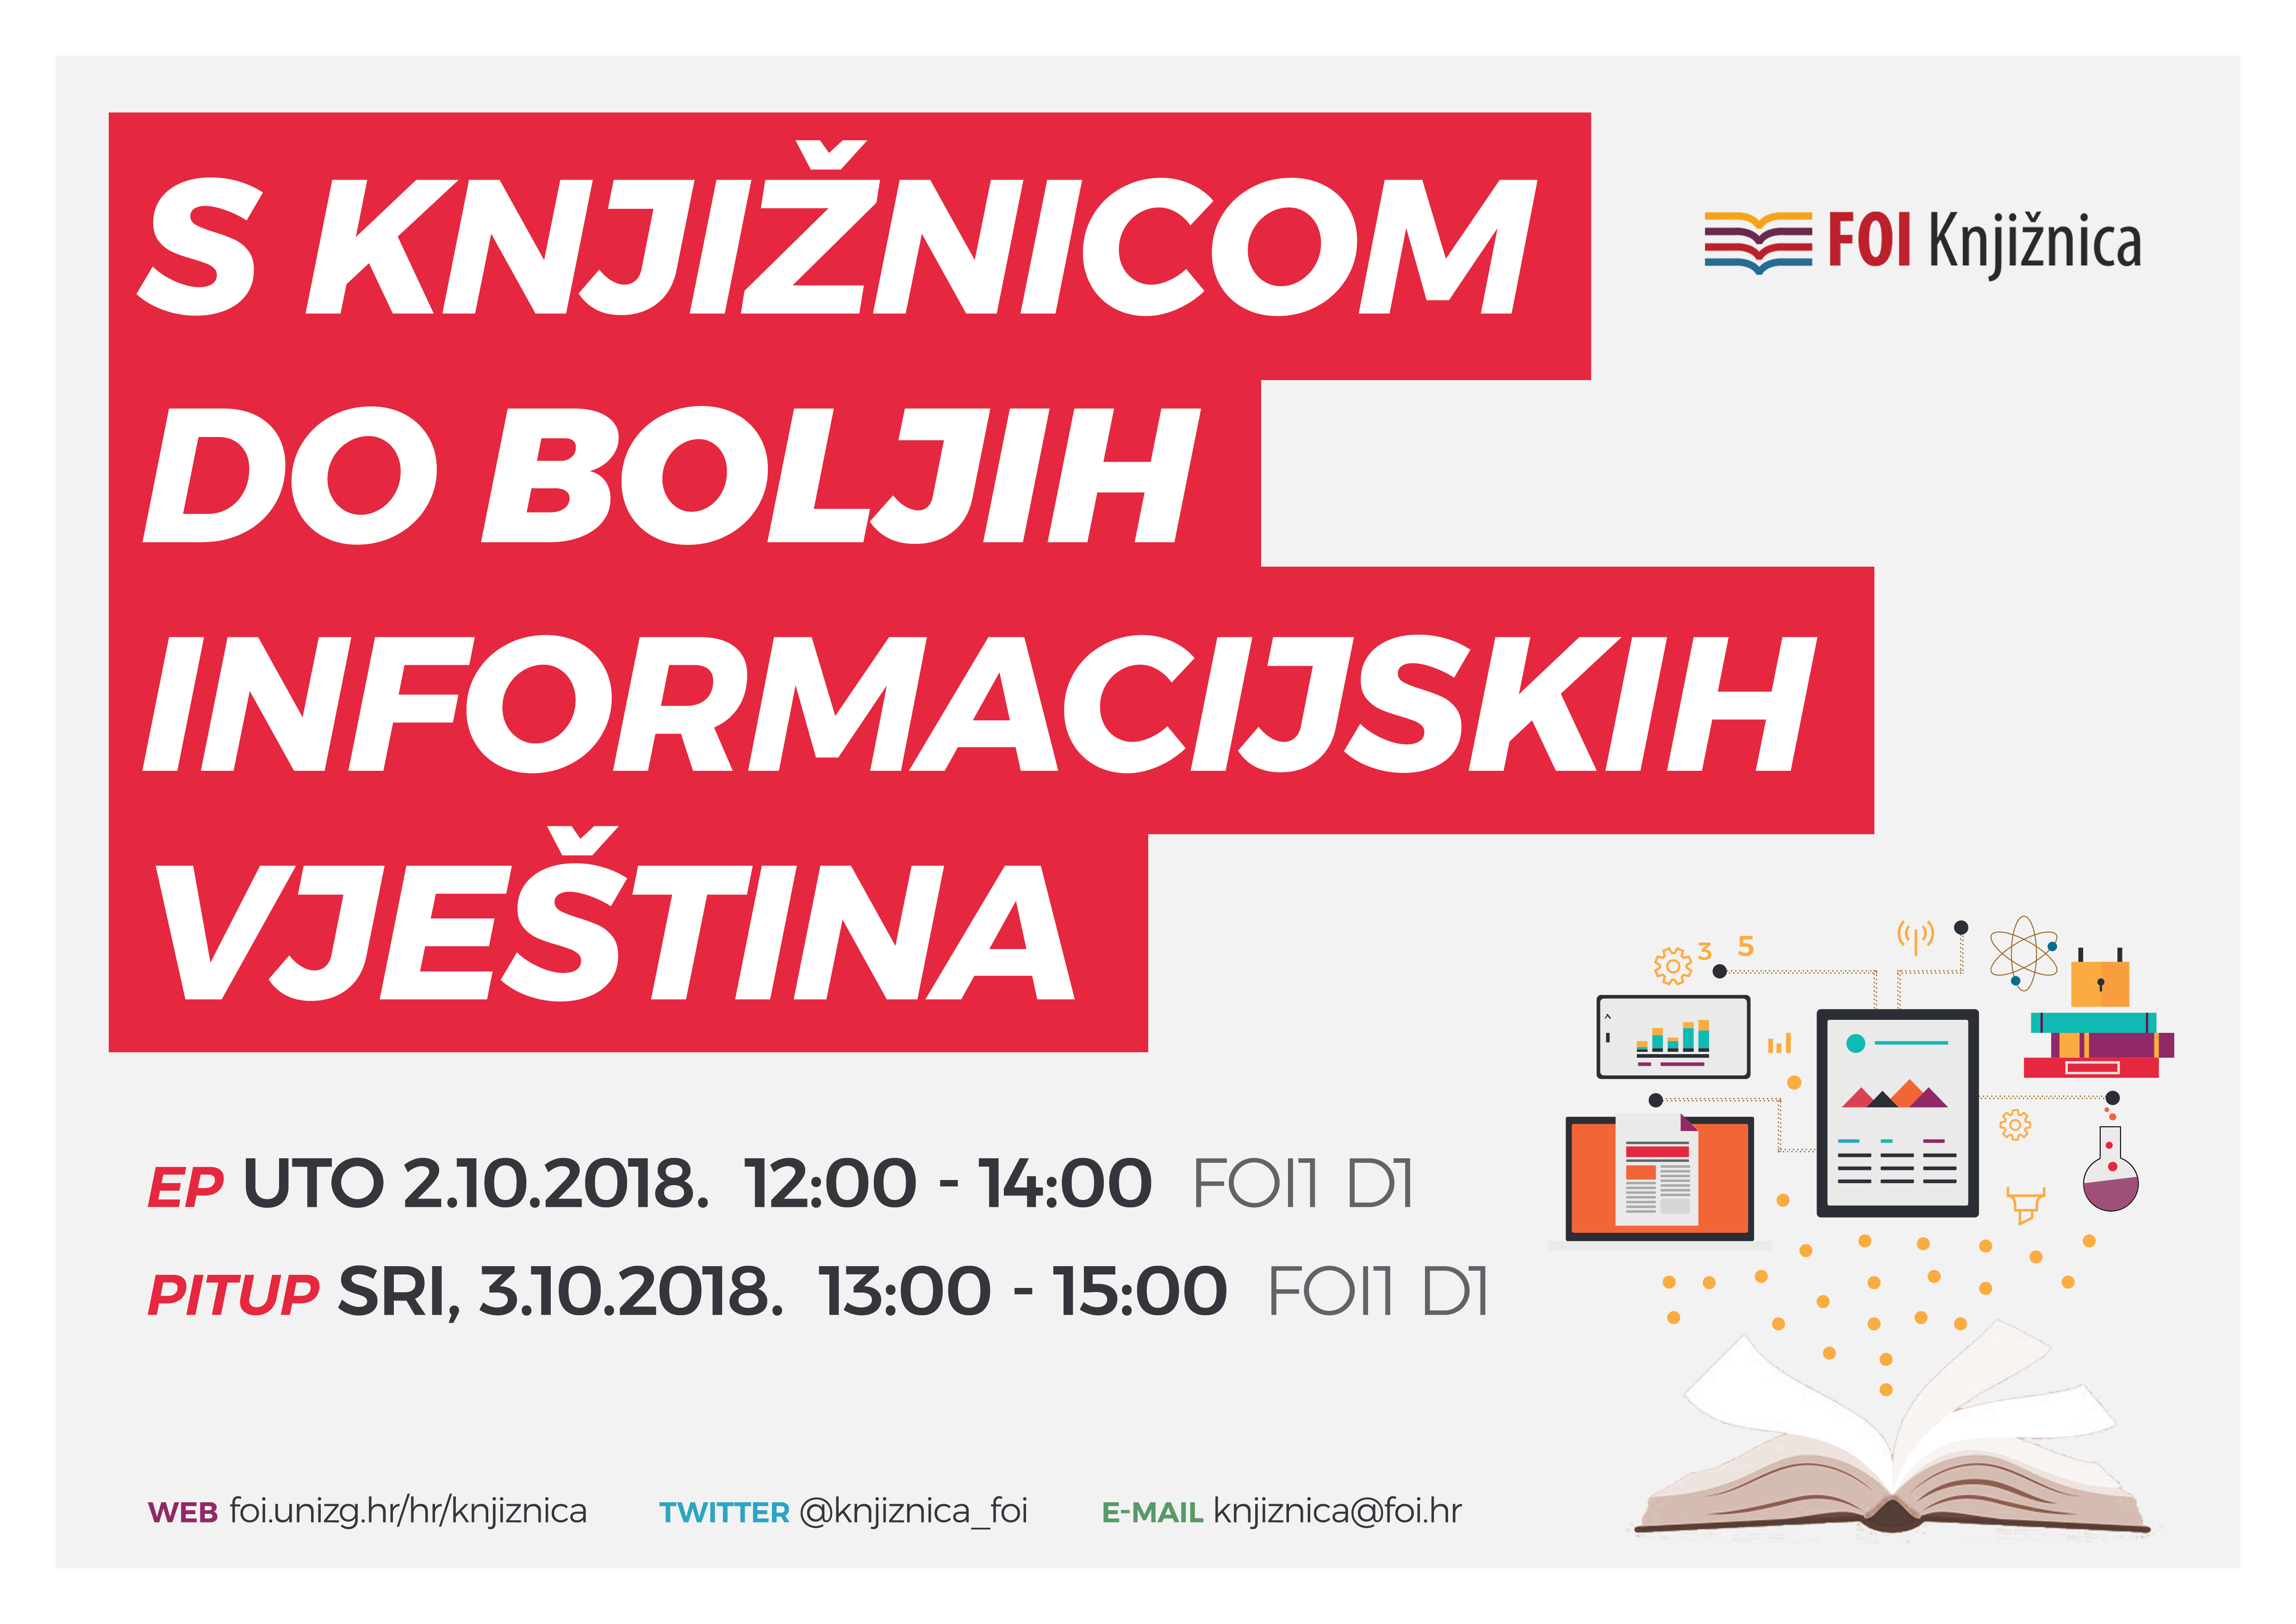 S KNJIŽNICOM
DO BOLJIH
INFORMACIJSKIH
VJEŠTINA
FOI Knjižnica
3 5
EP UTO 2.10.2018. 12:00 - 14:00 FOI1 D1
PITUP SRI, 3.10.2018. 13:00 - 15:00 FOI1 D1
WEB foi.unizg.hr/hr/knjiznica TWITTER @knjiznica_foi E-MAIL knjiznica@foi.hr